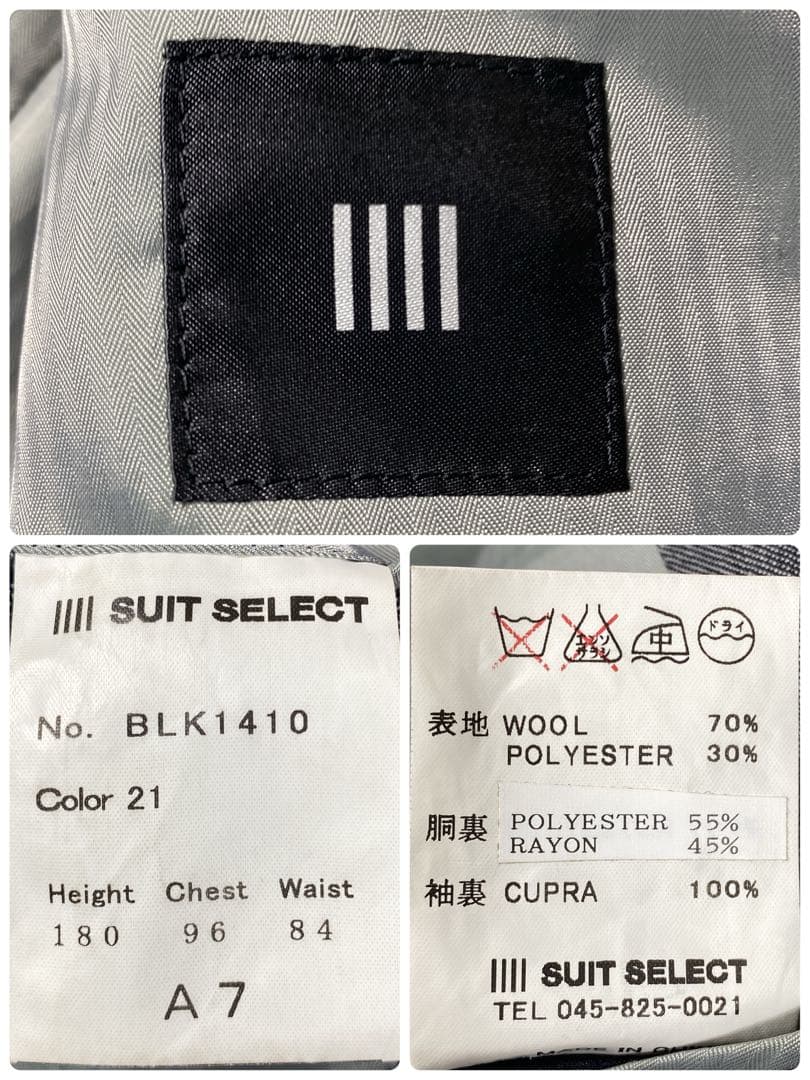 SUIT SELECT
No. BLK1410
Color 21
Height Chest Waist
180 96 84
A7
エンソ
サラシ
中
ドライ
表地 WOOL 70%
POLYESTER 30%
胴裏 POLYESTER 55%
RAYON 45%
袖裏 CUPRA 100%
SUIT SELECT
TEL 045-825-0021
MADE IN